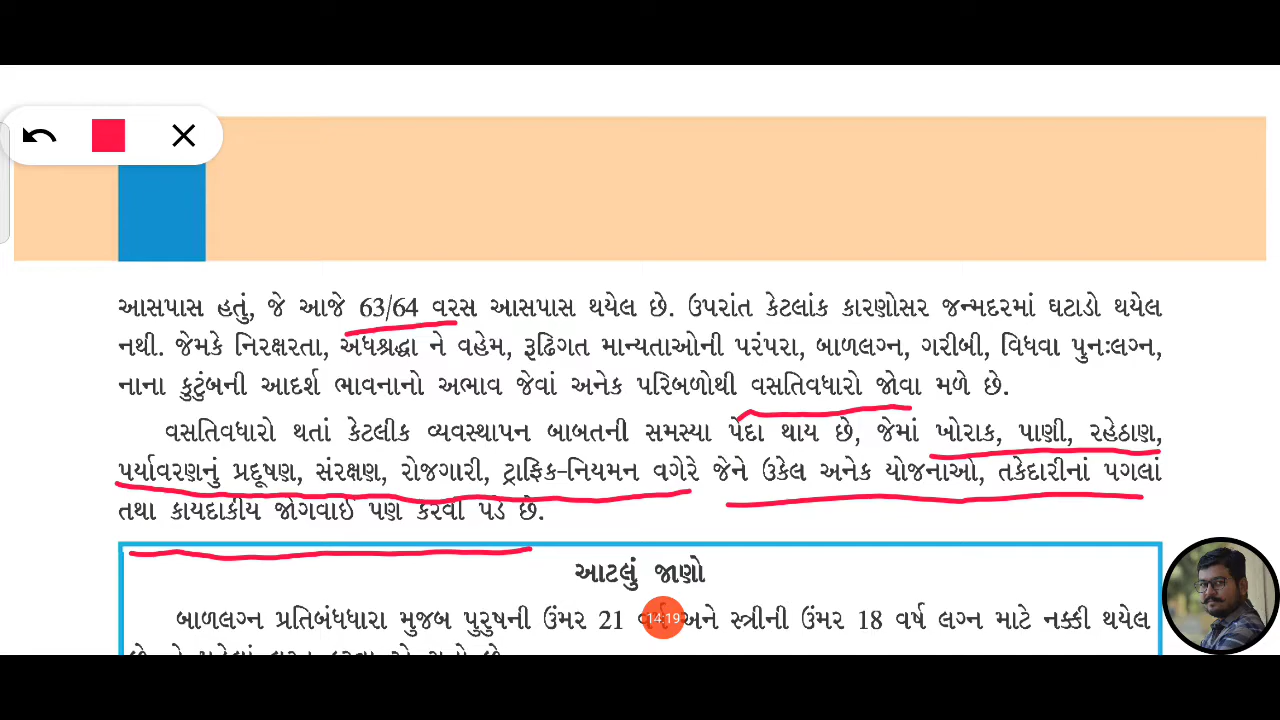 આસપાસ હતું, જે આજે 63/64 વરસ આસપાસ થયેલ છે. ઉપરાંત કેટલાંક કારણોસર જન્મદરમાં ઘટાડો થયેલ
નથી. જેમકે નિરક્ષરતા, અંધશ્રદ્ધા ને વહેમ, રૂઢિગત માન્યતાઓની પરંપરા, બાળલગ્ન, ગરીબી, વિધવા પુનઃલગ્ન,
નાના કુટુંબની આદર્શ ભાવનાનો અભાવ જેવાં અનેક પરિબળોથી વસતિવધારો જોવા મળે છે.
વસતિવધારો થતાં કેટલીક વ્યવસ્થાપન બાબતની સમસ્યા પેદા થાય છે, જેમાં ખોરાક, પાણી, રહેઠાણ,
પર્યાવરણનું પ્રદૂષણ, સંરક્ષણ, રોજગારી, ટ્રાફિક-નિયમન વગેરે જેને ઉકેલ અનેક યોજનાઓ, તકેદારીનાં પગલાં
તથા કાયદાકીય જોગવાઈ પણ કરવી પડે છે.
આટલું જાણો
બાળલગ્ન પ્રતિબંધધારા મુજબ પુરુષની ઉંમર 21 વર્ષ અને સ્ત્રીની ઉંમર 18 વર્ષ લગ્ન માટે નક્કી થયેલ
14:19